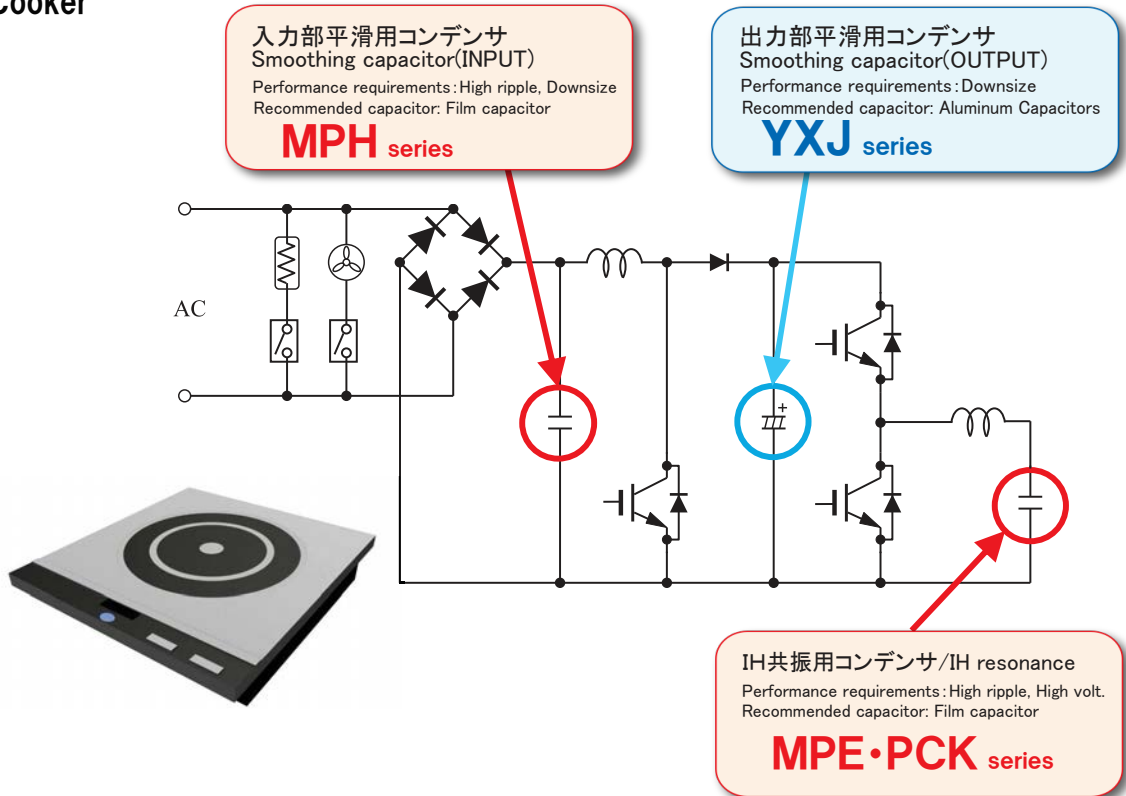 Cooker
入力部平滑用コンデンサ
Smoothing capacitor(INPUT)
Performance requirements:High ripple, Downsize
Recommended capacitor: Film capacitor
MPH series
出力部平滑用コンデンサ
Smoothing capacitor(OUTPUT)
Performance requirements:Downsize
Recommended capacitor: Aluminum Capacitors
YXJ series
AC
+
IH共振用コンデンサ/IH resonance
Performance requirements:High ripple, High volt.
Recommended capacitor: Film capacitor
MPE・PCK series